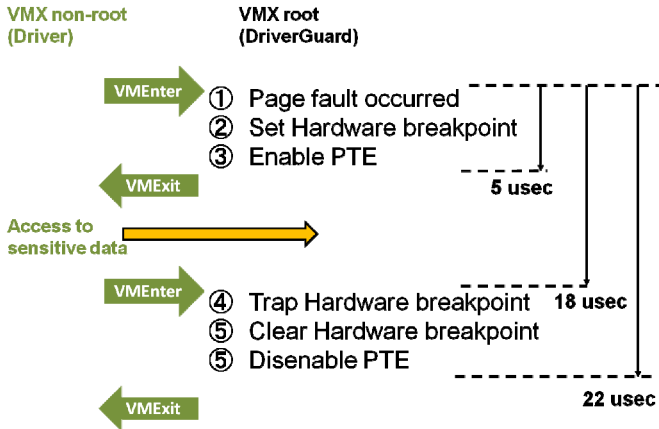 VMX non-root
(Driver)
VMX root
(DriverGuard)
VMEnter
① Page fault occurred
② Set Hardware breakpoint
③ Enable PTE
VMExit
5 usec
Access to
sensitive data
VMEnter
④ Trap Hardware breakpoint
18 usec
⑤ Clear Hardware breakpoint
⑤ Disenable PTE
22 usec
VMExit